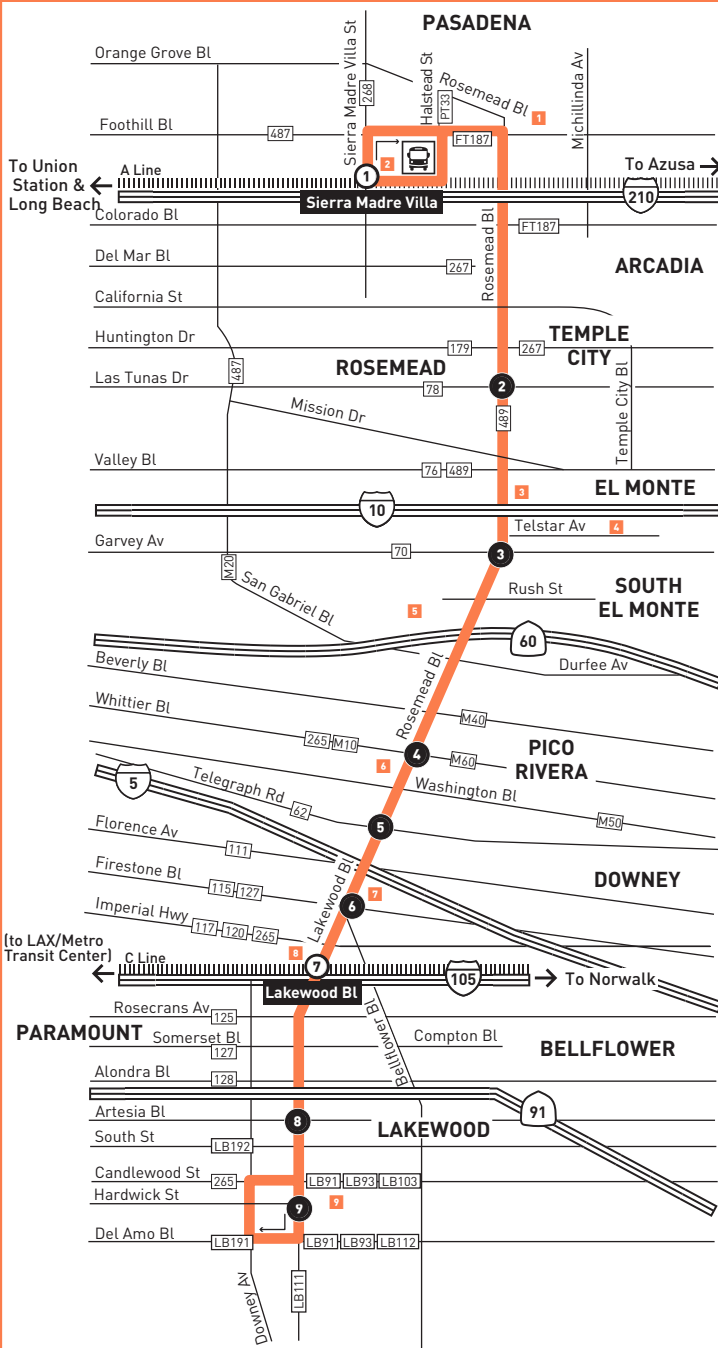 PASADENA
Orange Grove Bl
Sierra Madre Villa St
268
Halstead St
PT33
Rosemead Bl
1
Michillinda Av
Foothill Bl
487
FT187
2
1
To Union
Station &
Long Beach
A Line
To Azusa
Sierra Madre Villa
210
Colorado Bl
FT187
Rosemead Bl
Del Mar Bl
267
ARCADIA
California St
Huntington Dr
179
267
TEMPLE
CITY
ROSEMEAD
Las Tunas Dr
487
78
2
489
Temple City Bl
Mission Dr
Valley Bl
76
489
3
EL MONTE
10
Telstar Av
4
Garvey Av
70
3
M20
San Gabriel Bl
Rush St
5
SOUTH
EL MONTE
60
Durfee Av
Beverly Bl
Rosemead Bl
Whittier Bl
M40
265
M10
4
M60
PICO
RIVERA
6
5
Telegraph Rd
62
Washington Bl
M50
5
Florence Av
111
Firestone Bl
115
127
Lakewood Bl
7
DOWNEY
6
Imperial Hwy
117
120
265
8
(to LAX/Metro
Transit Center)
C Line
7
105
To Norwalk
Lakewood Bl
Rosecrans Av
125
PARAMOUNT
Somerset Bl
127
Bellflower Bl
Compton Bl
BELLFLOWER
Alondra Bl
128
91
Artesia Bl
8
LAKEWOOD
South St
LB192
Candlewood St
265
LB91
LB93
LB103
Hardwick St
9
9
Del Amo Bl
LB191
LB91
LB93
LB112
Downey Av
LB111